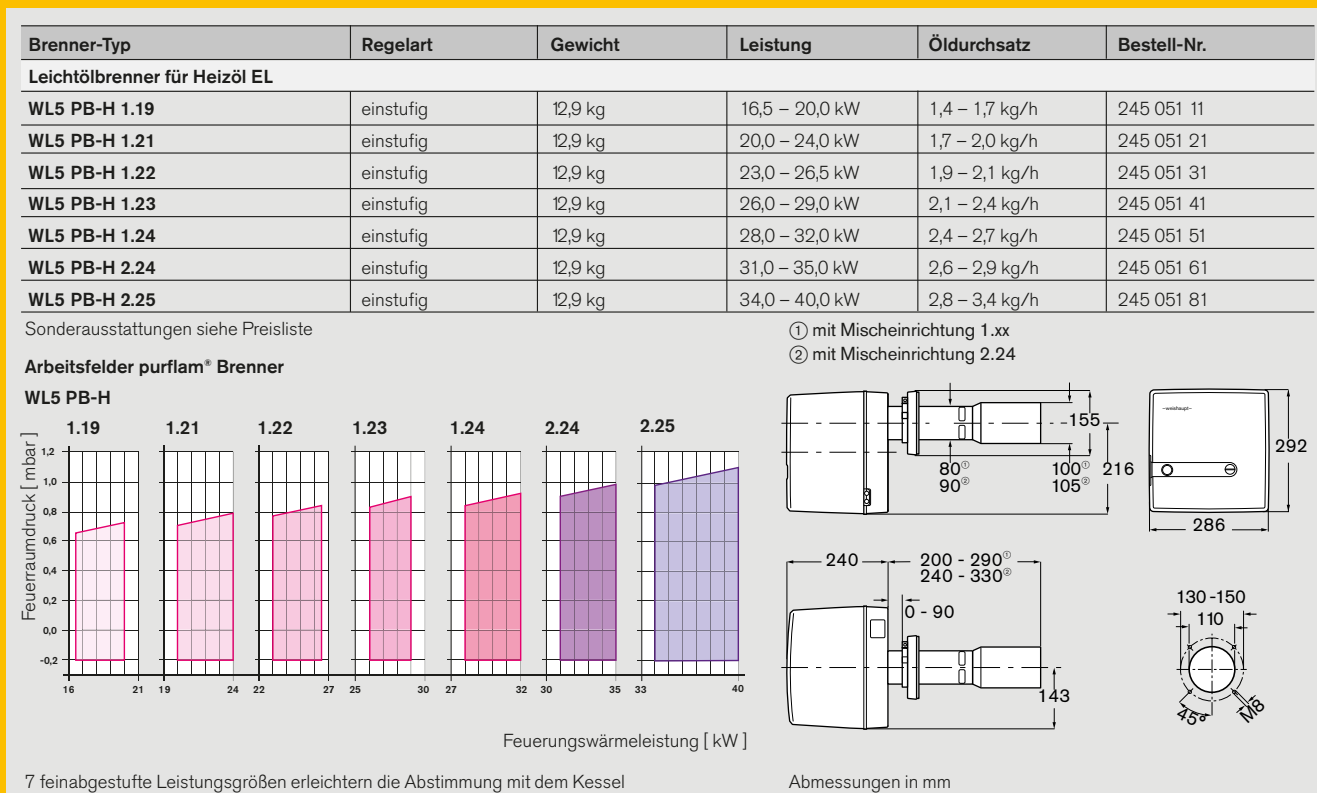 Brenner-Typ Regelart Gewicht Leistung Öldurchsatz Bestell-Nr.
Leichtölbrenner für Heizöl EL
WL5 PB-H 1.19 einstufig 12,9 kg 16,5 – 20,0 kW 1,4 – 1,7 kg/h 245 051 11
WL5 PB-H 1.21 einstufig 12,9 kg 20,0 – 24,0 kW 1,7 – 2,0 kg/h 245 051 21
WL5 PB-H 1.22 einstufig 12,9 kg 23,0 – 26,5 kW 1,9 – 2,1 kg/h 245 051 31
WL5 PB-H 1.23 einstufig 12,9 kg 26,0 – 29,0 kW 2,1 – 2,4 kg/h 245 051 41
WL5 PB-H 1.24 einstufig 12,9 kg 28,0 – 32,0 kW 2,4 – 2,7 kg/h 245 051 51
WL5 PB-H 2.24 einstufig 12,9 kg 31,0 – 35,0 kW 2,6 – 2,9 kg/h 245 051 61
WL5 PB-H 2.25 einstufig 12,9 kg 34,0 – 40,0 kW 2,8 – 3,4 kg/h 245 051 81
Sonderausstattungen siehe Preisliste
Arbeitsfelder purflam® Brenner
WL5 PB-H
1.19 1.21 1.22 1.23 1.24 2.24 2.25
Feuerraumdruck [ mbar ]
1,2
1,0
0,8
0,6
0,4
0,2
0,0
-0,2
16 21 19 24 22 27 25 30 27 32 30 35 33 40
Feuerungswärmeleistung [ kW ]
7 feinabgestufte Leistungsgrößen erleichtern die Abstimmung mit dem Kessel
① mit Mischeinrichtung 1.xx
② mit Mischeinrichtung 2.24
155
80① 100① 216
90② 105②
–weishaupt–
292
286
240 200 - 290①
240 - 330②
0 - 90
143
130 -150
110
45°
M8
Abmessungen in mm